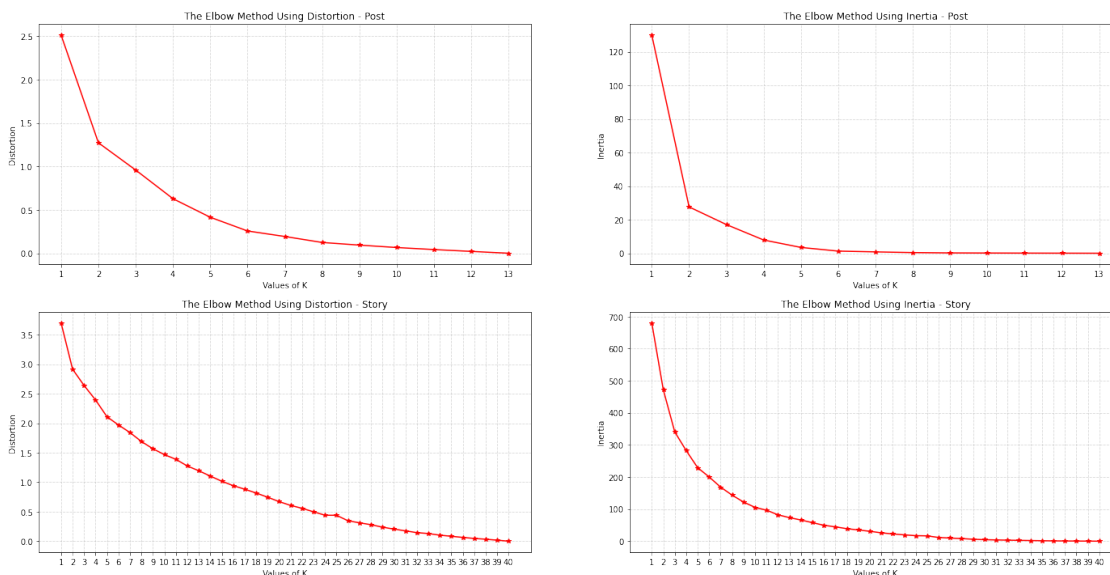 The Elbow Method Using Distortion - Post
2.5
2.0
1.5
1.0
0.5
0.0
Distortion
1 2 3 4 5 6 7 8 9 10 11 12 13
Values of K
The Elbow Method Using Inertia - Post
120
100
80
60
40
20
0
Inertia
1 2 3 4 5 6 7 8 9 10 11 12 13
Values of K
The Elbow Method Using Distortion - Story
3.5
3.0
2.5
2.0
1.5
1.0
0.5
0.0
Distortion
1 2 3 4 5 6 7 8 9 10 11 12 13 14 15 16 17 18 19 20 21 22 23 24 25 26 27 28 29 30 31 32 33 34 35 36 37 38 39 40
Values of K
The Elbow Method Using Inertia - Story
700
600
500
400
300
200
100
0
Inertia
1 2 3 4 5 6 7 8 9 10 11 12 13 14 15 16 17 18 19 20 21 22 23 24 25 26 27 28 29 30 31 32 33 34 35 36 37 38 39 40
Values of K